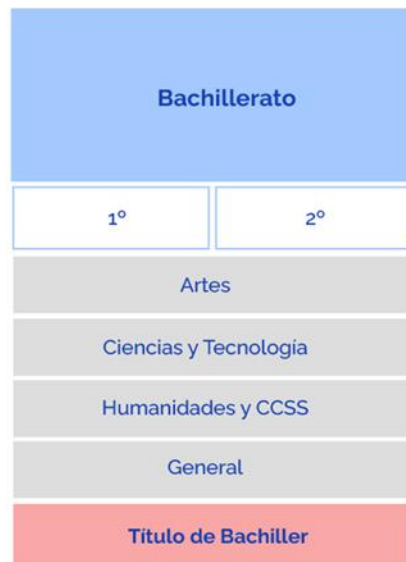 Bachillerato
1º
2º
Artes
Ciencias y Tecnología
Humanidades y CCSS
General
Título de Bachiller